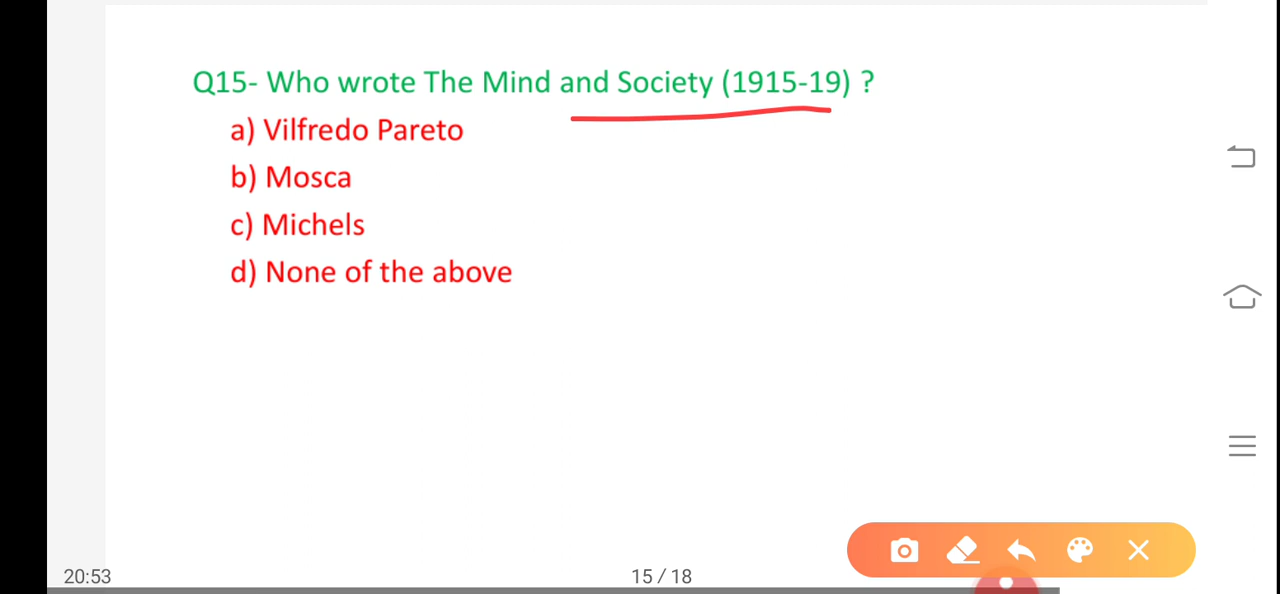 Q15- Who wrote The Mind and Society (1915-19) ?
a) Vilfredo Pareto
b) Mosca
c) Michels
d) None of the above
20:53
15 / 18